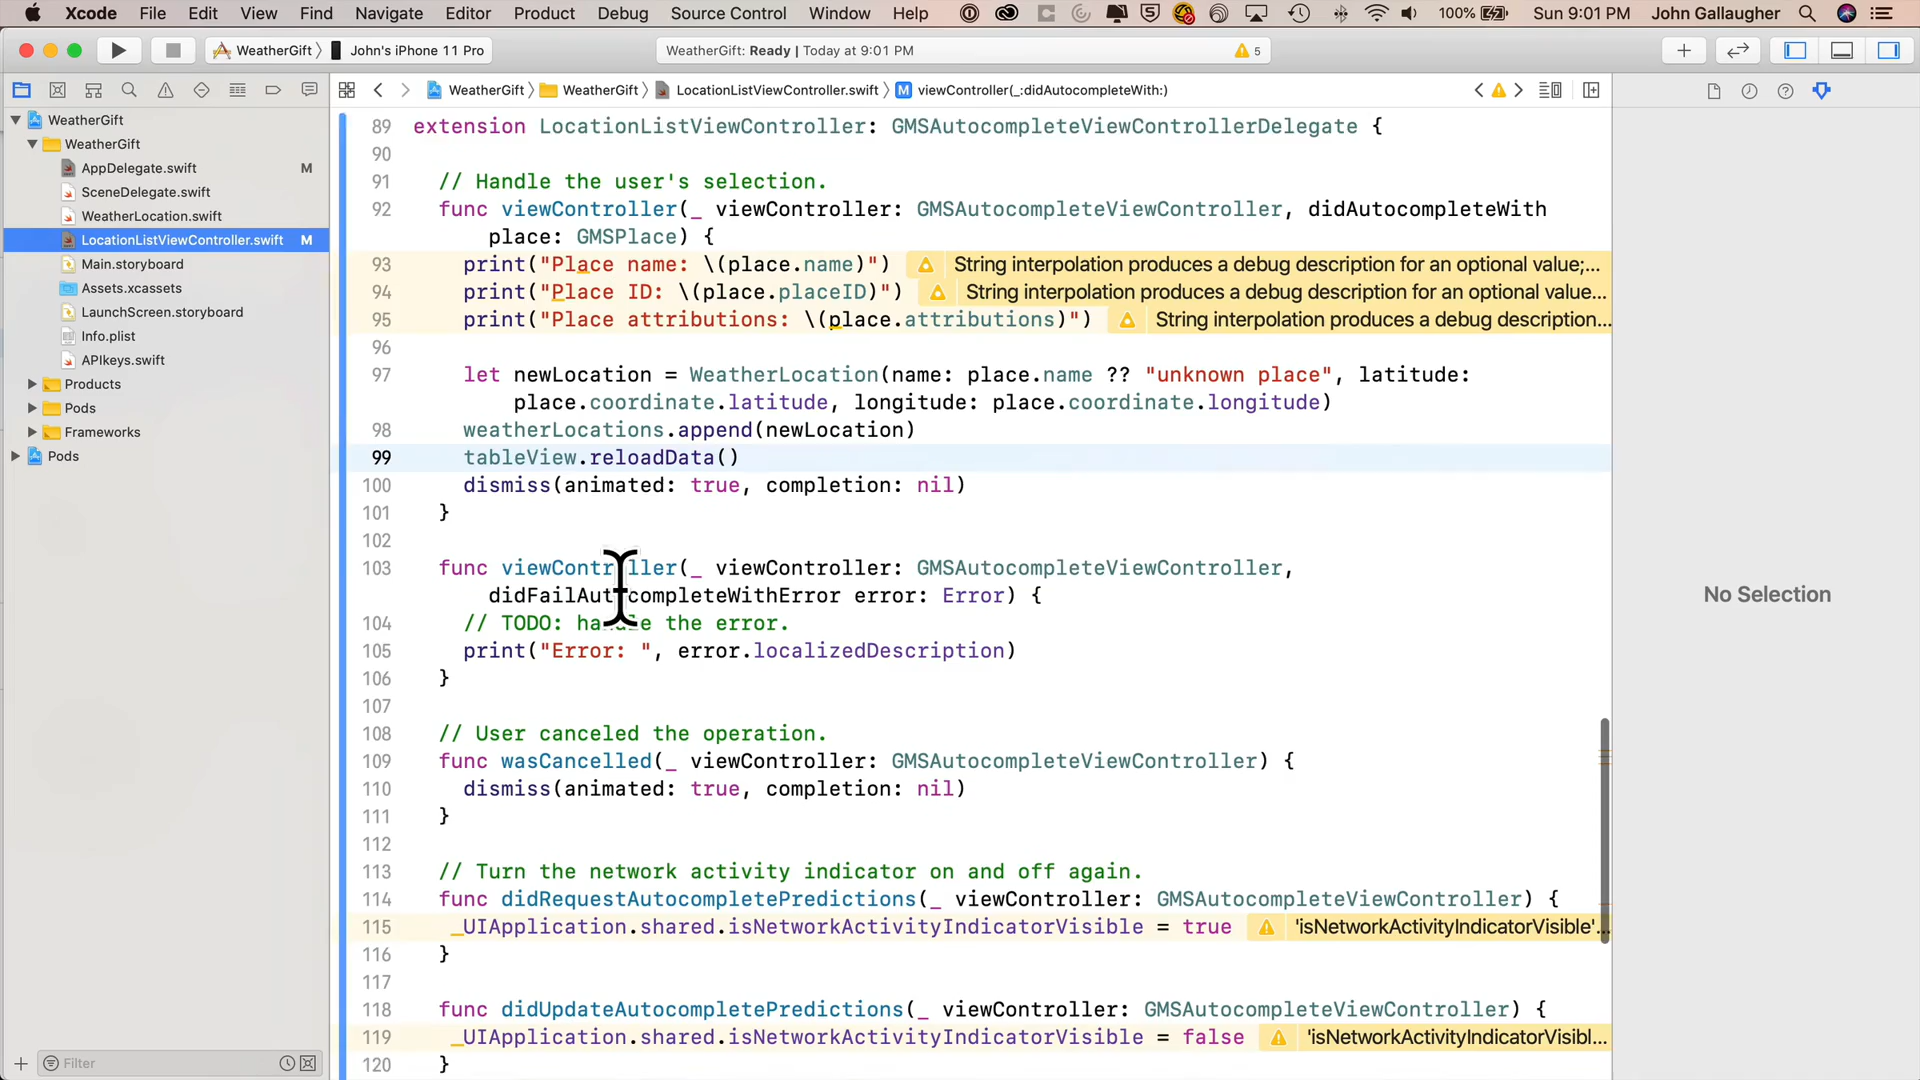 Xcode File Edit View Find Navigate Editor Product Debug Source Control Window Help 100% Sun 9:01 PM John Gallaugher
WeatherGift John's iPhone 11 Pro WeatherGift: Ready | Today at 9:01 PM 5
WeatherGift WeatherGift LocationListViewController.swift M viewController(_:didAutocompleteWith:)
WeatherGift
WeatherGift
AppDelegate.swift M
SceneDelegate.swift
WeatherLocation.swift
LocationListViewController.swift M
Main.storyboard
Assets.xcassets
LaunchScreen.storyboard
Info.plist
APIkeys.swift
Products
Pods
Frameworks
Pods
Filter
89 extension LocationListViewController: GMSAutocompleteViewControllerDelegate {
90
91 // Handle the user's selection.
92 func viewController(_ viewController: GMSAutocompleteViewController, didAutocompleteWith
place: GMSPlace) {
93 print("Place name: \(place.name)") String interpolation produces a debug description for an optional value;...
94 print("Place ID: \(place.placeID)") String interpolation produces a debug description for an optional value...
95 print("Place attributions: \(place.attributions)") String interpolation produces a debug description...
96
97 let newLocation = WeatherLocation(name: place.name ?? "unknown place", latitude:
place.coordinate.latitude, longitude: place.coordinate.longitude)
98 weatherLocations.append(newLocation)
99 tableView.reloadData()
100 dismiss(animated: true, completion: nil)
101 }
102
103 func viewController(_ viewController: GMSAutocompleteViewController,
didFailAutocompleteWithError error: Error) {
104 // TODO: handle the error.
105 print("Error: ", error.localizedDescription)
106 }
107
108 // User canceled the operation.
109 func wasCancelled(_ viewController: GMSAutocompleteViewController) {
110 dismiss(animated: true, completion: nil)
111 }
112
113 // Turn the network activity indicator on and off again.
114 func didRequestAutocompletePredictions(_ viewController: GMSAutocompleteViewController) {
115 UIApplication.shared.isNetworkActivityIndicatorVisible = true 'isNetworkActivityIndicatorVisible'...
116 }
117
118 func didUpdateAutocompletePredictions(_ viewController: GMSAutocompleteViewController) {
119 UIApplication.shared.isNetworkActivityIndicatorVisible = false 'isNetworkActivityIndicatorVisibl...
120 }
No Selection